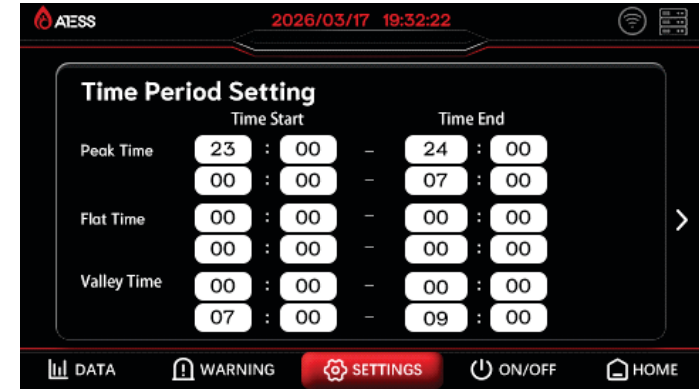 ATESS 2026/03/17 19:32:22
Time Period Setting
Time Start Time End
Peak Time 23 : 00 – 24 : 00
00 : 00 – 07 : 00
Flat Time 00 : 00 – 00 : 00
00 : 00 – 00 : 00
Valley Time 00 : 00 – 00 : 00
07 : 00 – 09 : 00
DATA WARNING SETTINGS ON/OFF HOME